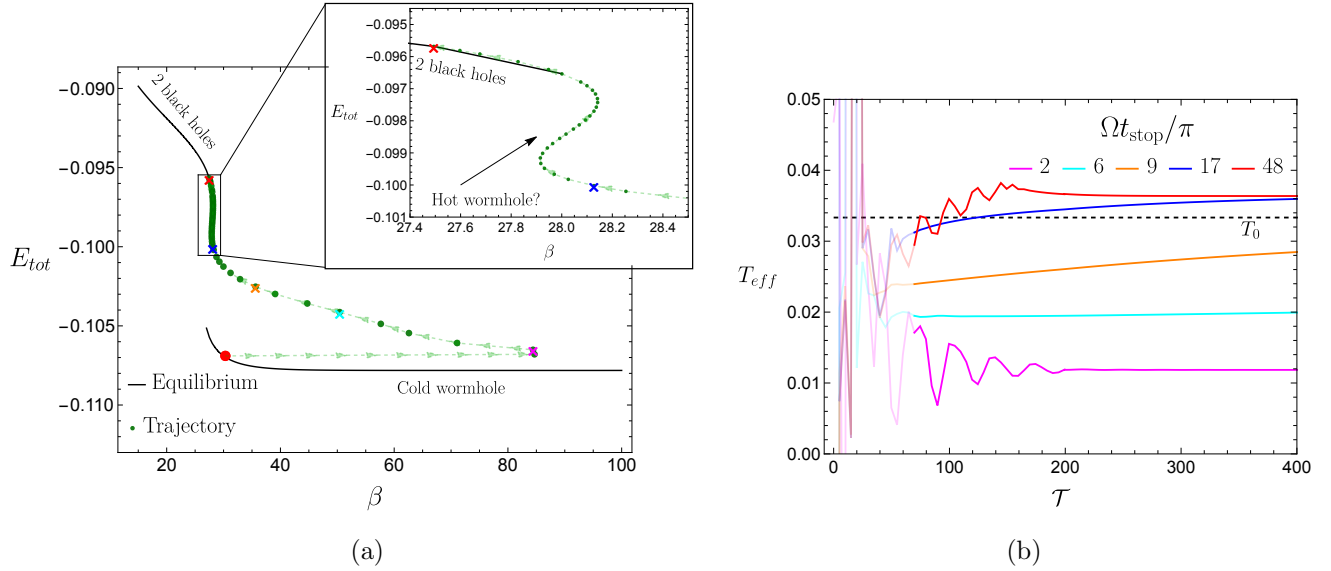 −0.090
−0.095
−0.100
−0.105
−0.110
E_tot
20
40
60
80
100
β
2 black holes
Equilibrium
Trajectory
Cold wormhole
−0.095
−0.096
−0.097
−0.098
−0.099
−0.100
−0.101
E_tot
27.4
27.6
27.8
28.0
28.2
28.4
β
2 black holes
Hot wormhole?
(a)
0.05
0.04
0.03
0.02
0.01
0.00
T_eff
0
100
200
300
400
𝒯
Ωt_stop/π
2 6 9 17 48
T_0
(b)